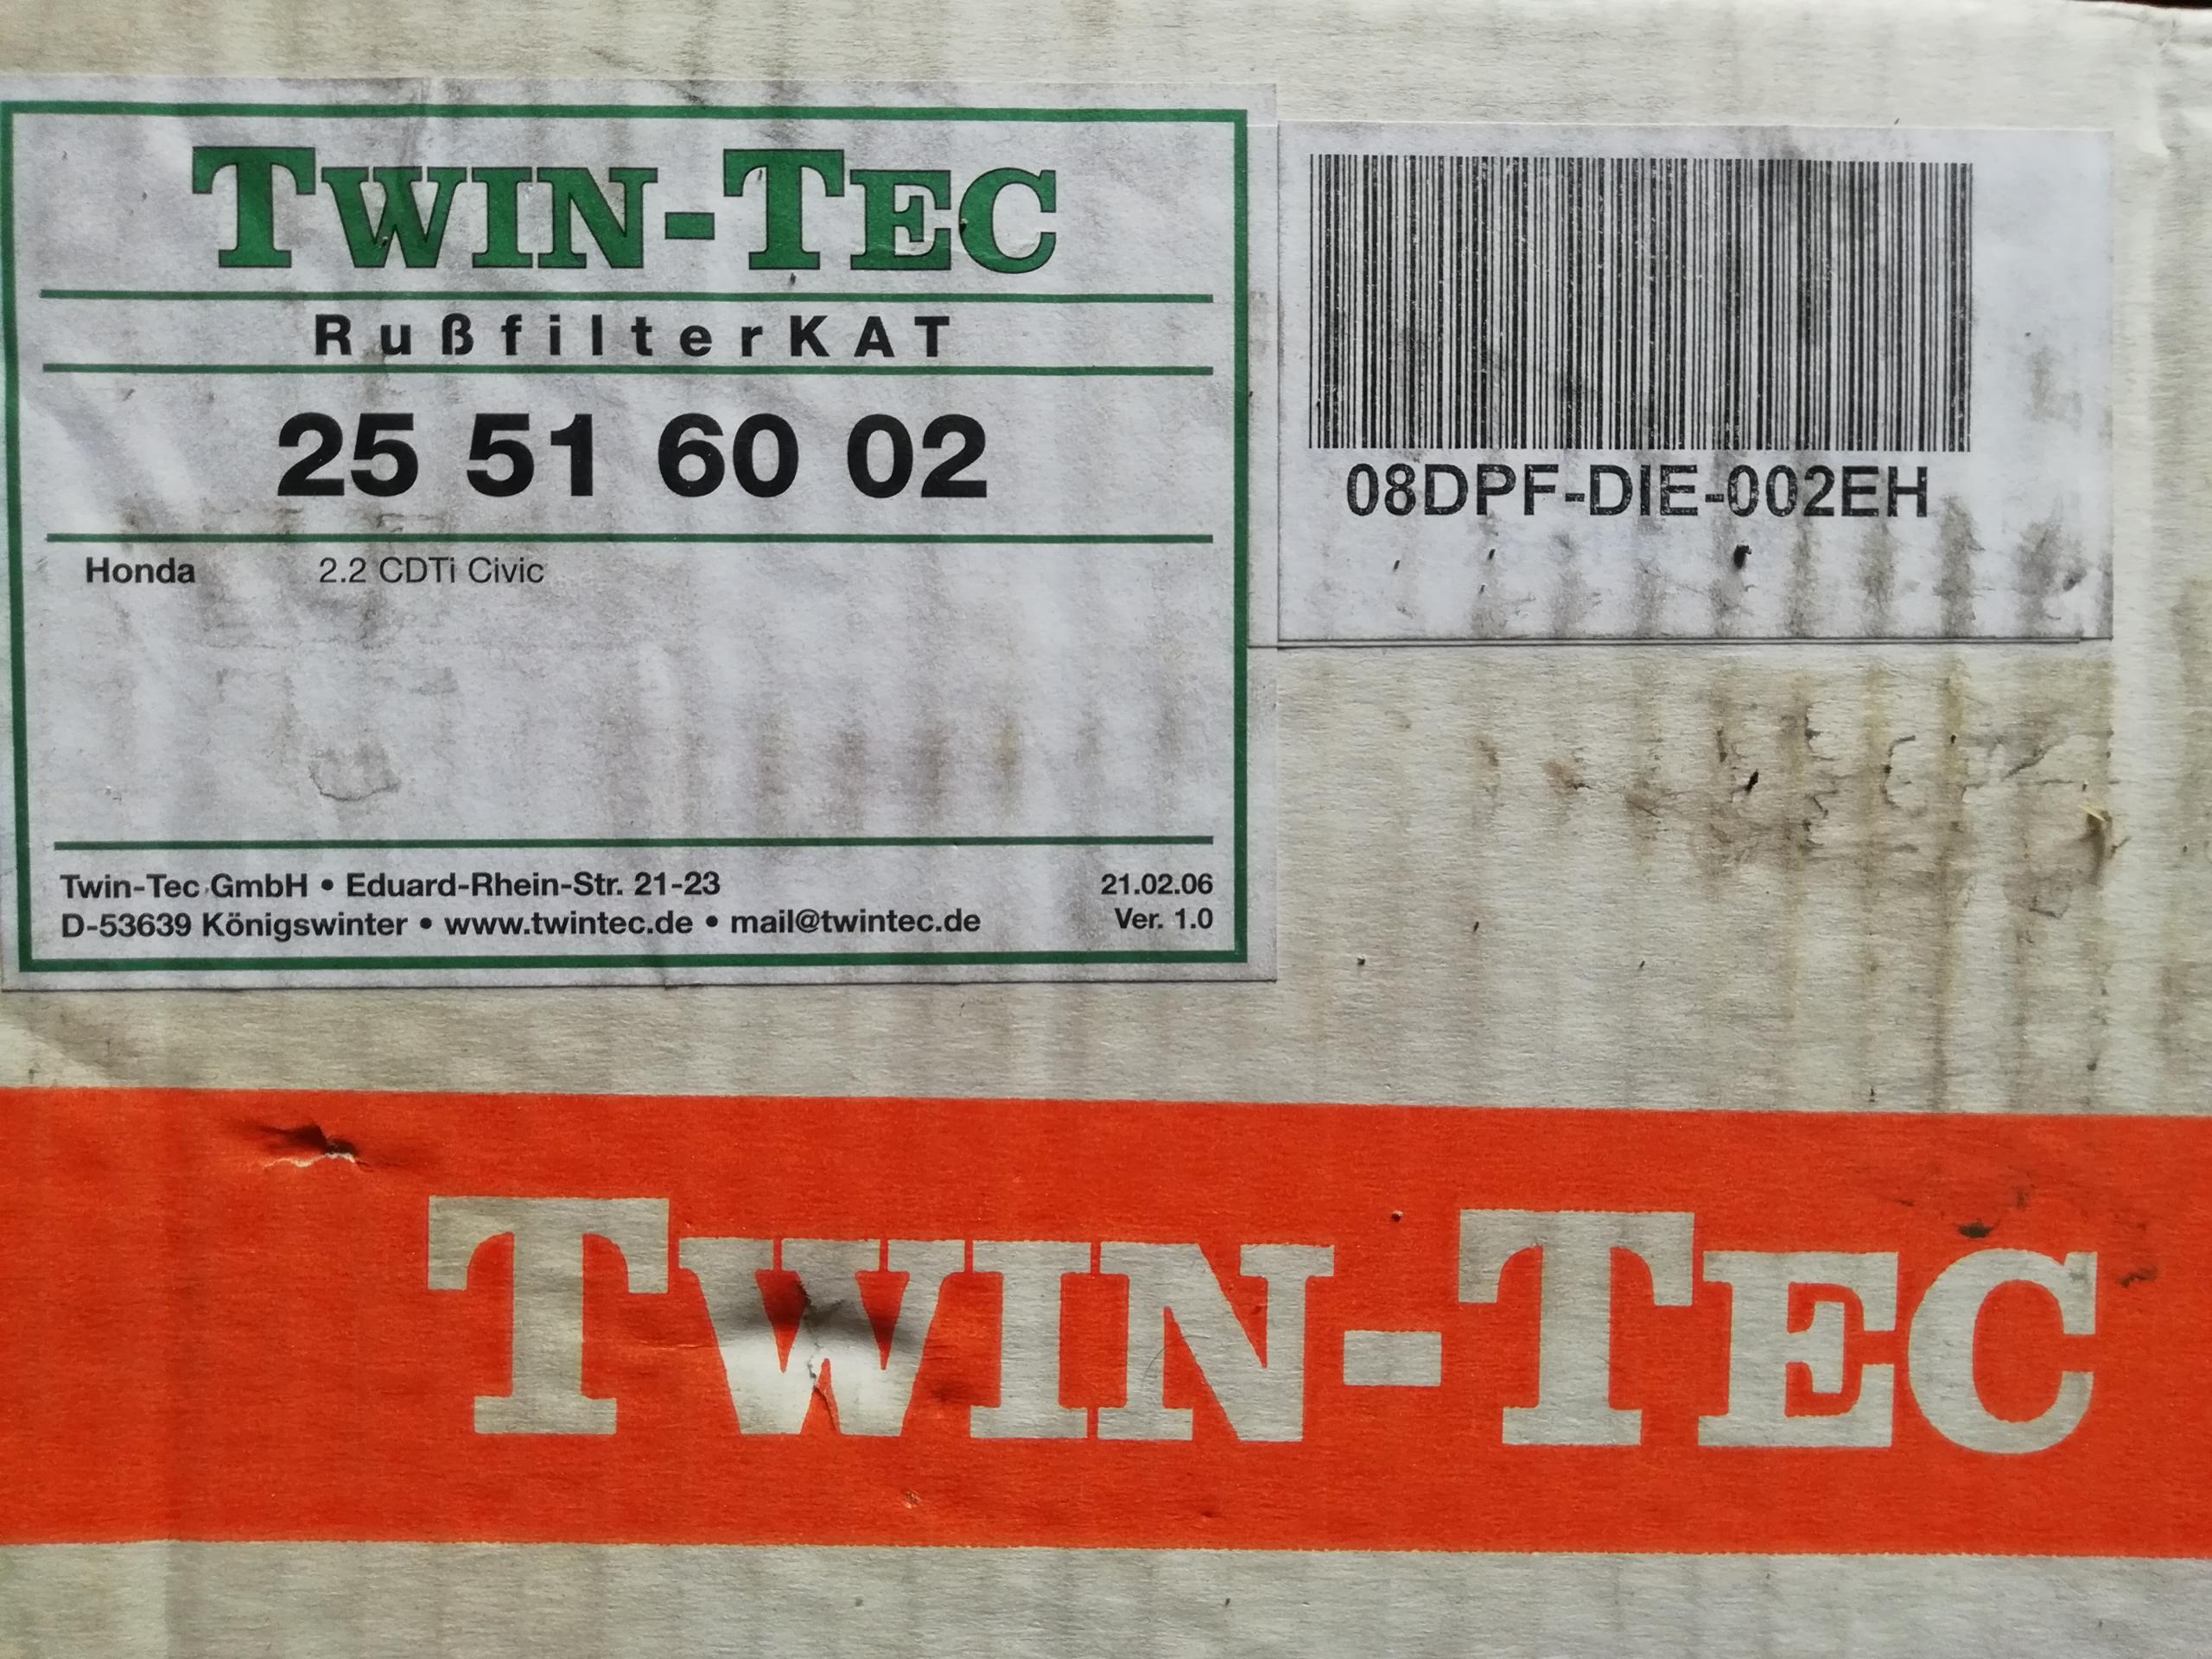 TWIN-TEC
RußfilterKAT
25 51 60 02
Honda 2.2 CDTi Civic
Twin-Tec GmbH • Eduard-Rhein-Str. 21-23
D-53639 Königswinter • www.twintec.de • mail@twintec.de
21.02.06
Ver. 1.0
08DPF-DIE-002EH
TWIN-TEC